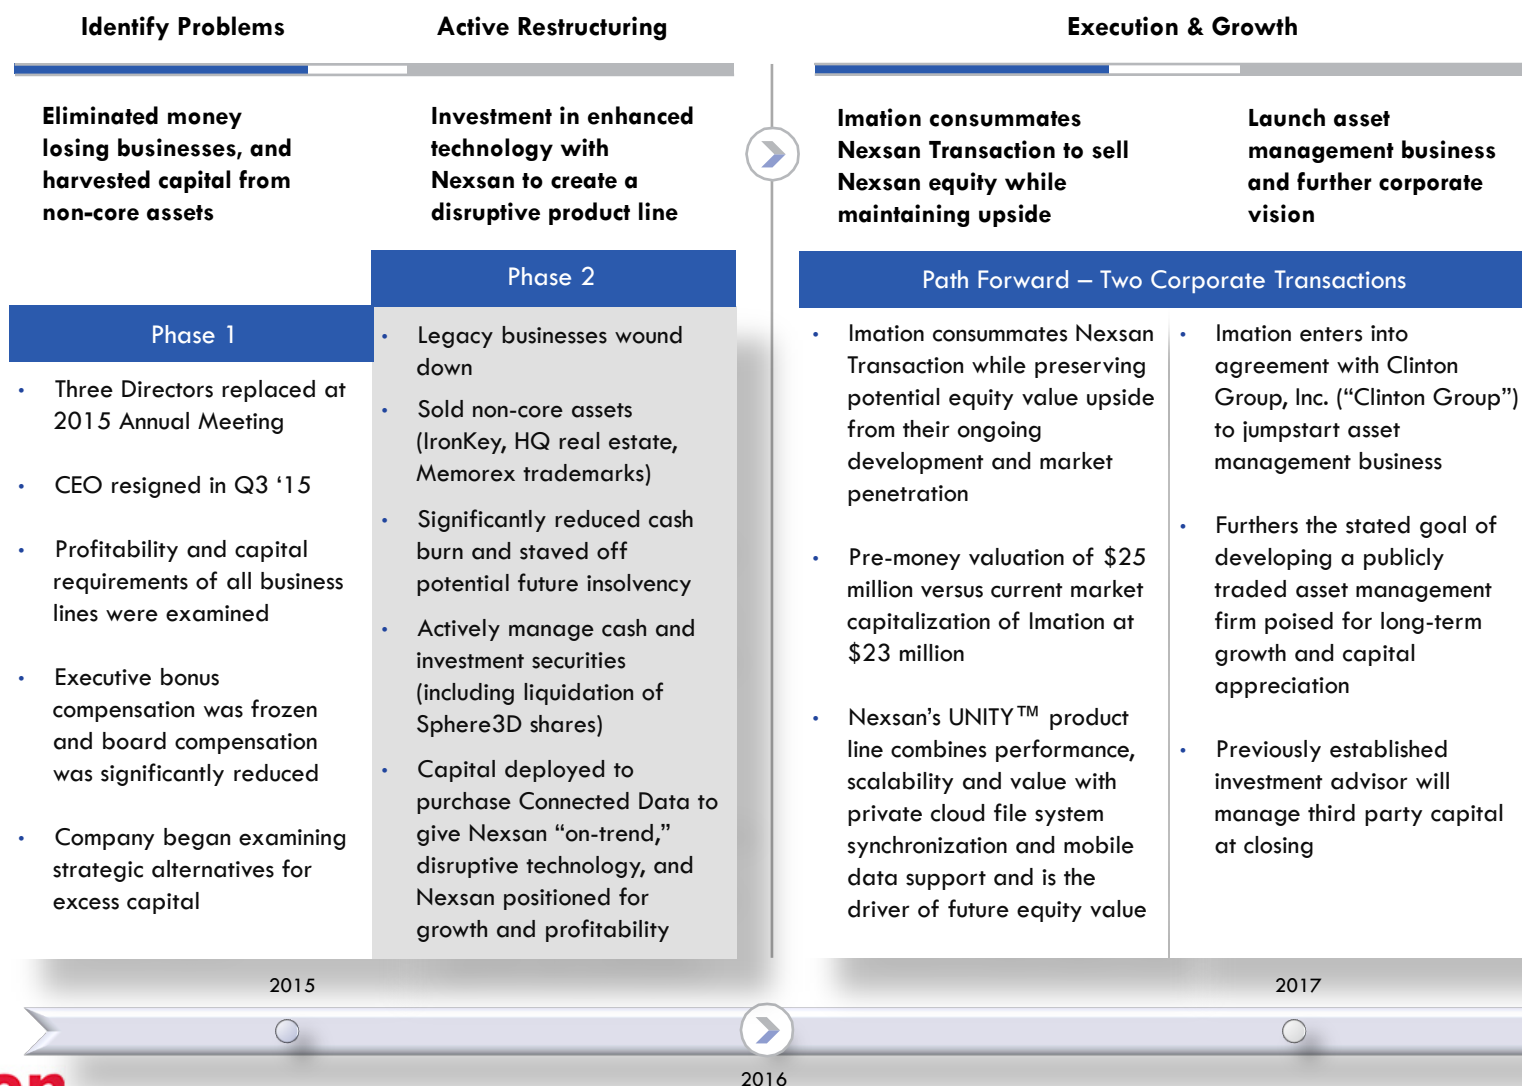 Identify Problems
Active Restructuring
Execution & Growth
Eliminated money
losing businesses, and
harvested capital from
non-core assets
Investment in enhanced
technology with
Nexsan to create a
disruptive product line
Imation consummates
Nexsan Transaction to sell
Nexsan equity while
maintaining upside
Launch asset
management business
and further corporate
vision
Phase 1
• Three Directors replaced at
2015 Annual Meeting
• CEO resigned in Q3 ‘15
• Profitability and capital
requirements of all business
lines were examined
• Executive bonus
compensation was frozen
and board compensation
was significantly reduced
• Company began examining
strategic alternatives for
excess capital
Phase 2
• Legacy businesses wound
down
• Sold non-core assets
(IronKey, HQ real estate,
Memorex trademarks)
• Significantly reduced cash
burn and staved off
potential future insolvency
• Actively manage cash and
investment securities
(including liquidation of
Sphere3D shares)
• Capital deployed to
purchase Connected Data to
give Nexsan “on-trend,”
disruptive technology, and
Nexsan positioned for
growth and profitability
Path Forward – Two Corporate Transactions
• Imation consummates Nexsan
Transaction while preserving
potential equity value upside
from their ongoing
development and market
penetration
• Pre-money valuation of $25
million versus current market
capitalization of Imation at
$23 million
• Nexsan’s UNITY™ product
line combines performance,
scalability and value with
private cloud file system
synchronization and mobile
data support and is the
driver of future equity value
• Imation enters into
agreement with Clinton
Group, Inc. (“Clinton Group”)
to jumpstart asset
management business
• Furthers the stated goal of
developing a publicly
traded asset management
firm poised for long-term
growth and capital
appreciation
• Previously established
investment advisor will
manage third party capital
at closing
2015
2017
2016